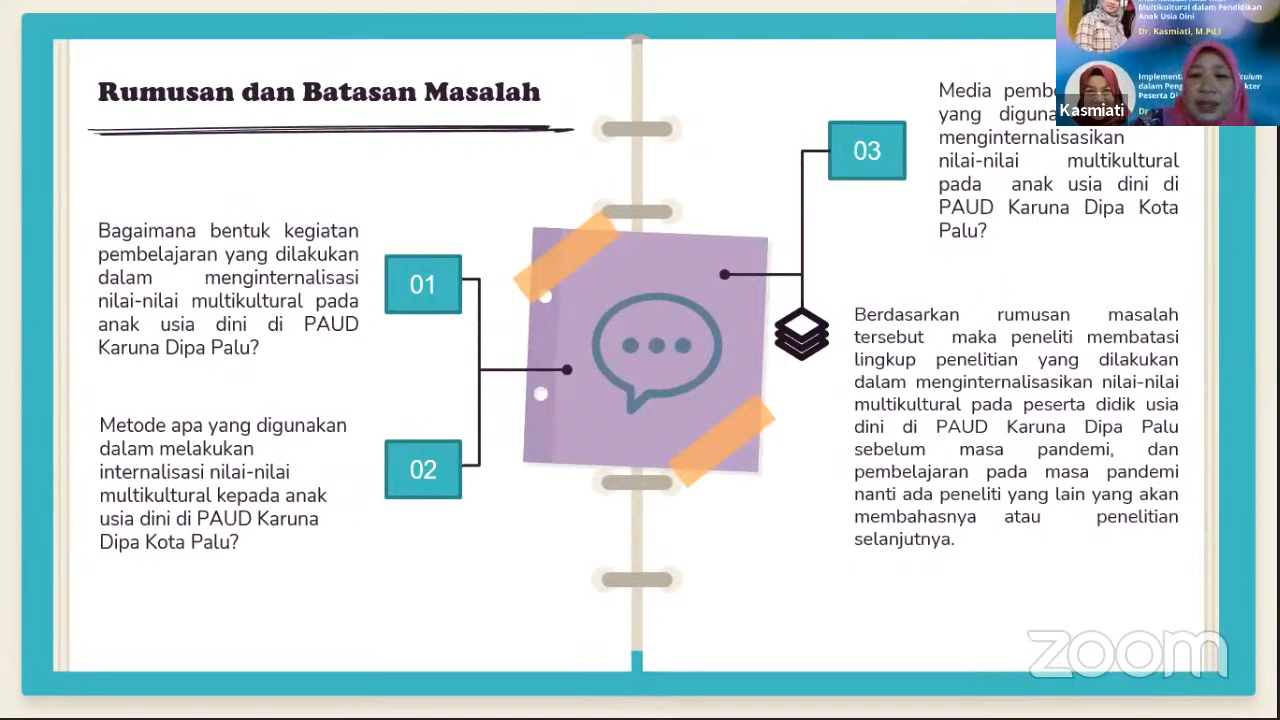 Rumusan dan Batasan Masalah
Bagaimana bentuk kegiatan
pembelajaran yang dilakukan
dalam menginternalisasi
nilai-nilai multikultural pada
anak usia dini di PAUD
Karuna Dipa Palu?
01
Metode apa yang digunakan
dalam melakukan
internalisasi nilai-nilai
multikultural kepada anak
usia dini di PAUD Karuna
Dipa Kota Palu?
02
03
Media
yang
menginternalisasikan
nilai-nilai multikultural
pada anak usia dini di
PAUD Karuna Dipa Kota
Palu?
Berdasarkan rumusan masalah
tersebut maka peneliti membatasi
lingkup penelitian yang dilakukan
dalam menginternalisasikan nilai-nilai
multikultural pada peserta didik usia
dini di PAUD Karuna Dipa Palu
sebelum masa pandemi, dan
pembelajaran pada masa pandemi
nanti ada peneliti yang lain yang akan
membahasnya atau penelitian
selanjutnya.
Multikultural dalam Pendidikan
Anak Usia Dini
Dr. Kasmiati, M.Pd.I
dalam
Peserta
Dr
Kasmiati
zoom